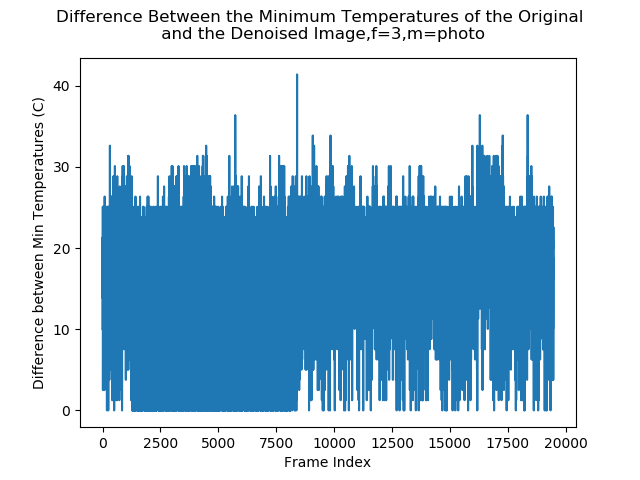 Difference Between the Minimum Temperatures of the Original
and the Denoised Image,f=3,m=photo
40
30
20
10
0
Difference between Min Temperatures (C)
0 2500 5000 7500 10000 12500 15000 17500 20000
Frame Index